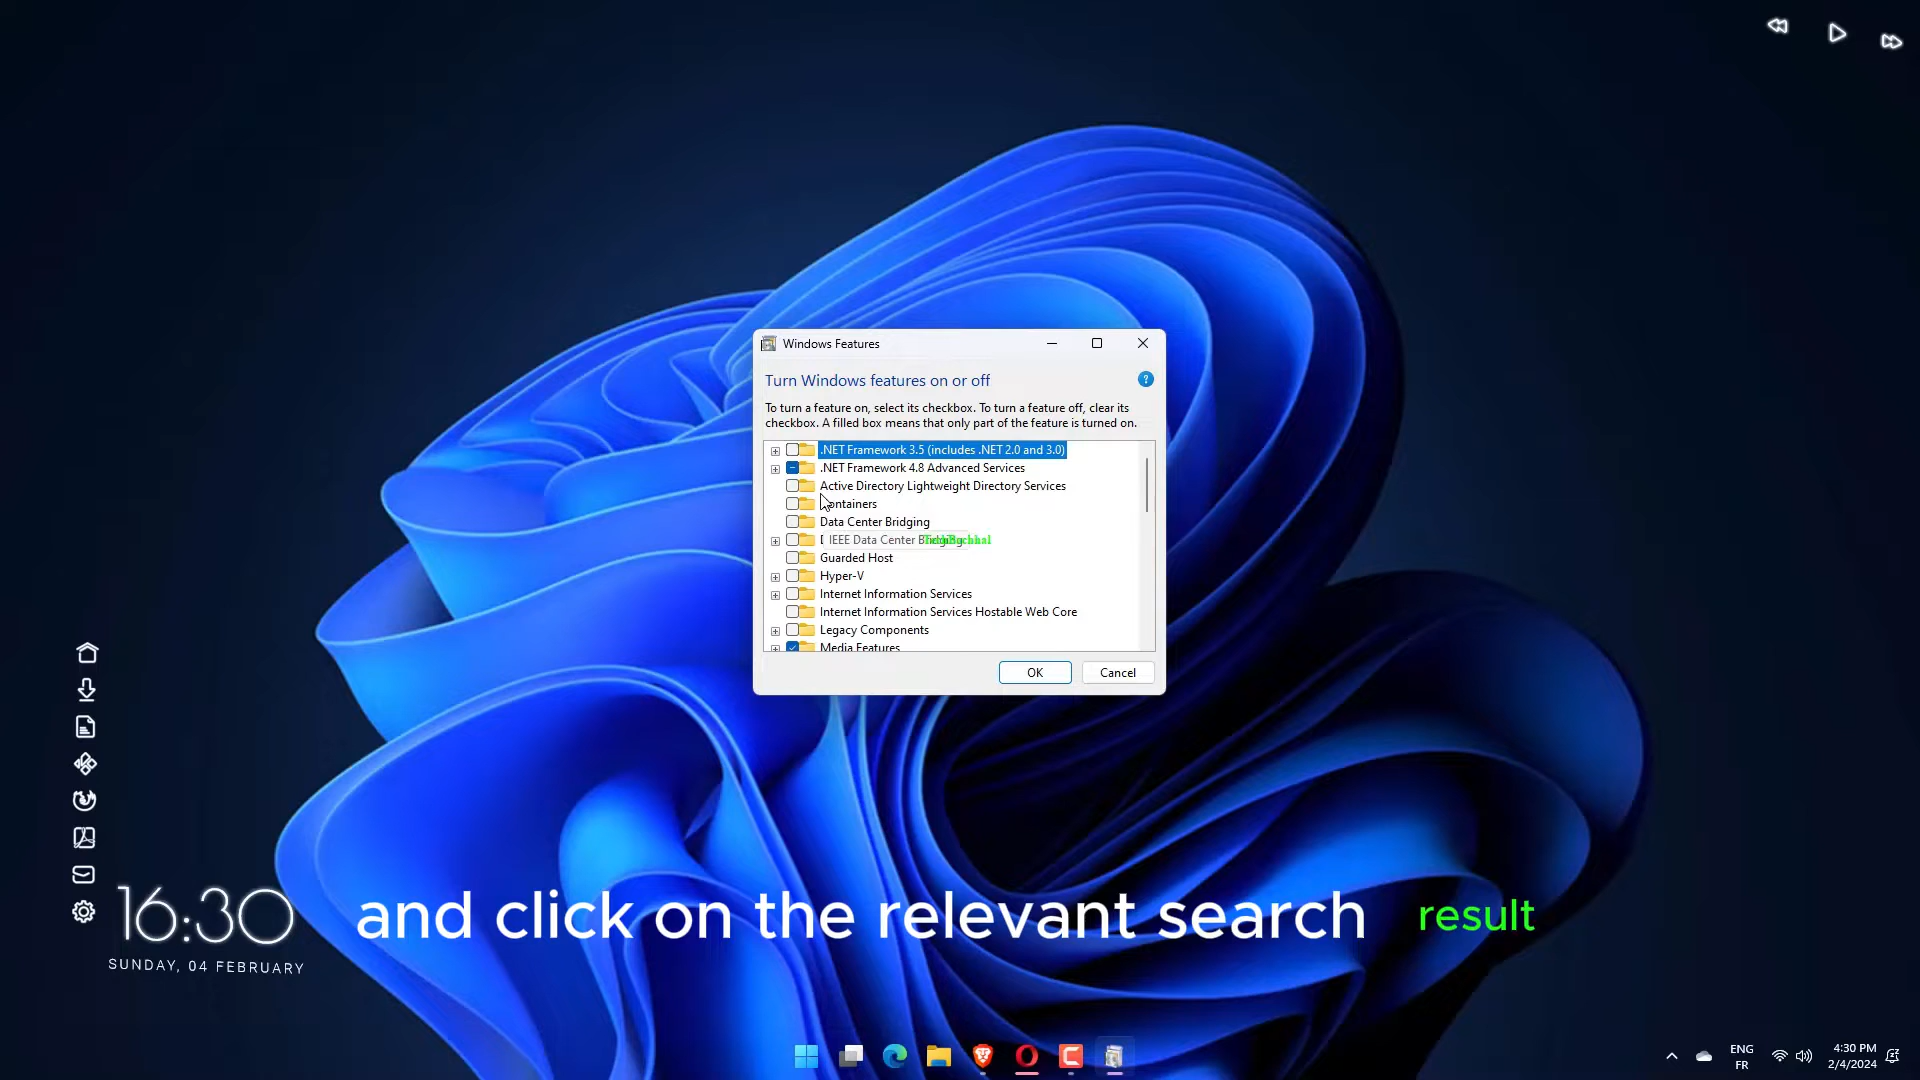 Windows Features
Turn Windows features on or off
?
To turn a feature on, select its checkbox. To turn a feature off, clear its
checkbox. A filled box means that only part of the feature is turned on.
.NET Framework 3.5 (includes .NET 2.0 and 3.0)
.NET Framework 4.8 Advanced Services
Active Directory Lightweight Directory Services
Containers
Data Center Bridging
IEEE Data Center Bridging
Guarded Host
Hyper-V
Internet Information Services
Internet Information Services Hostable Web Core
Legacy Components
Media Features
OK Cancel
16:30
SUNDAY, 04 FEBRUARY
and click on the relevant search result
ENG
FR
4:30 PM
2/4/2024